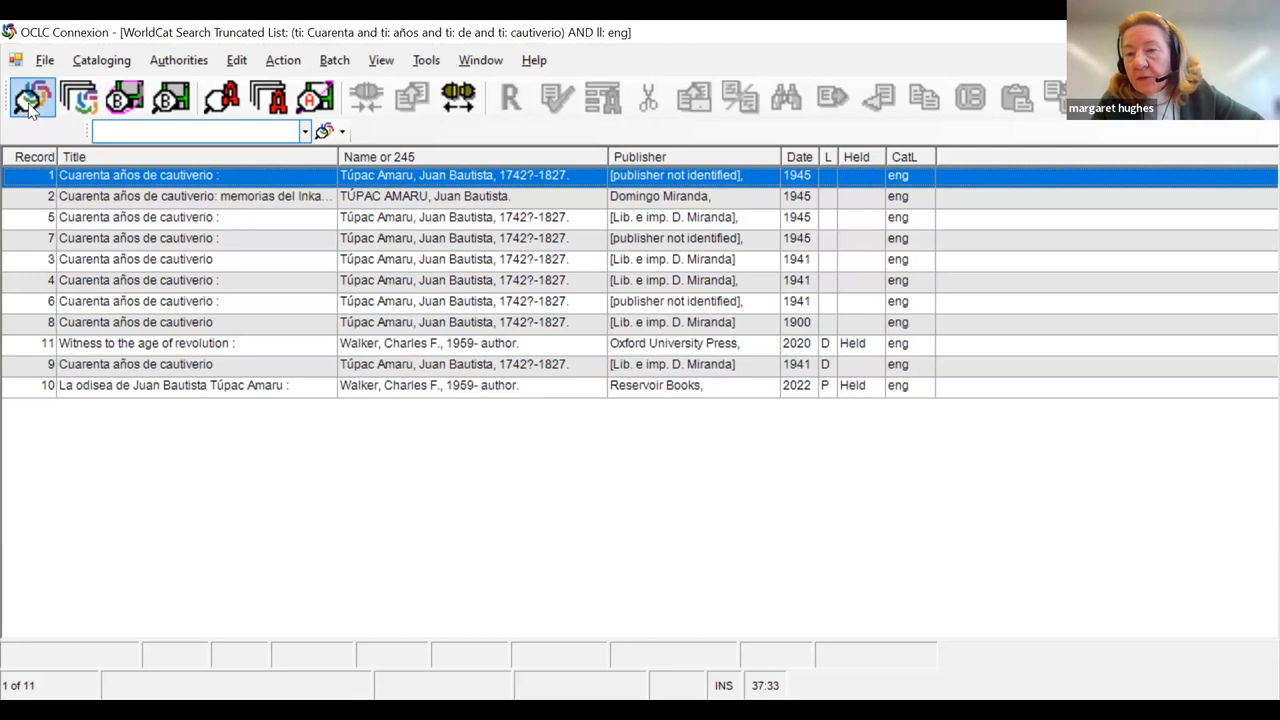 OCLC Connexion - [WorldCat Search Truncated List: (ti: Cuarenta and ti: años and ti: de and ti: cautiverio) AND ll: eng]
File Cataloging Authorities Edit Action Batch View Tools Window Help
margaret hughes
Record Title Name or 245 Publisher Date L Held CatL
1 Cuarenta años de cautiverio : Túpac Amaru, Juan Bautista, 1742?-1827. [publisher not identified], 1945 eng
2 Cuarenta años de cautiverio: memorias del Inka... TÚPAC AMARU, Juan Bautista. Domingo Miranda, 1945 eng
5 Cuarenta años de cautiverio : Túpac Amaru, Juan Bautista, 1742?-1827. [Lib. e imp. D. Miranda], 1945 eng
7 Cuarenta años de cautiverio : Túpac Amaru, Juan Bautista, 1742?-1827. [publisher not identified], 1945 eng
3 Cuarenta años de cautiverio Túpac Amaru, Juan Bautista, 1742?-1827. [Lib. e imp. D. Miranda] 1941 eng
4 Cuarenta años de cautiverio : Túpac Amaru, Juan Bautista, 1742?-1827. [Lib. e imp. D. Miranda], 1941 eng
6 Cuarenta años de cautiverio : Túpac Amaru, Juan Bautista, 1742?-1827. [publisher not identified], 1941 eng
8 Cuarenta años de cautiverio Túpac Amaru, Juan Bautista, 1742?-1827. [Lib. e imp. D. Miranda] 1900 eng
11 Witness to the age of revolution : Walker, Charles F., 1959- author. Oxford University Press, 2020 D Held eng
9 Cuarenta años de cautiverio Túpac Amaru, Juan Bautista, 1742?-1827. [Lib. e imp. D. Miranda] 1941 D eng
10 La odisea de Juan Bautista Túpac Amaru : Walker, Charles F., 1959- author. Reservoir Books, 2022 P Held eng
1 of 11 INS 37:33